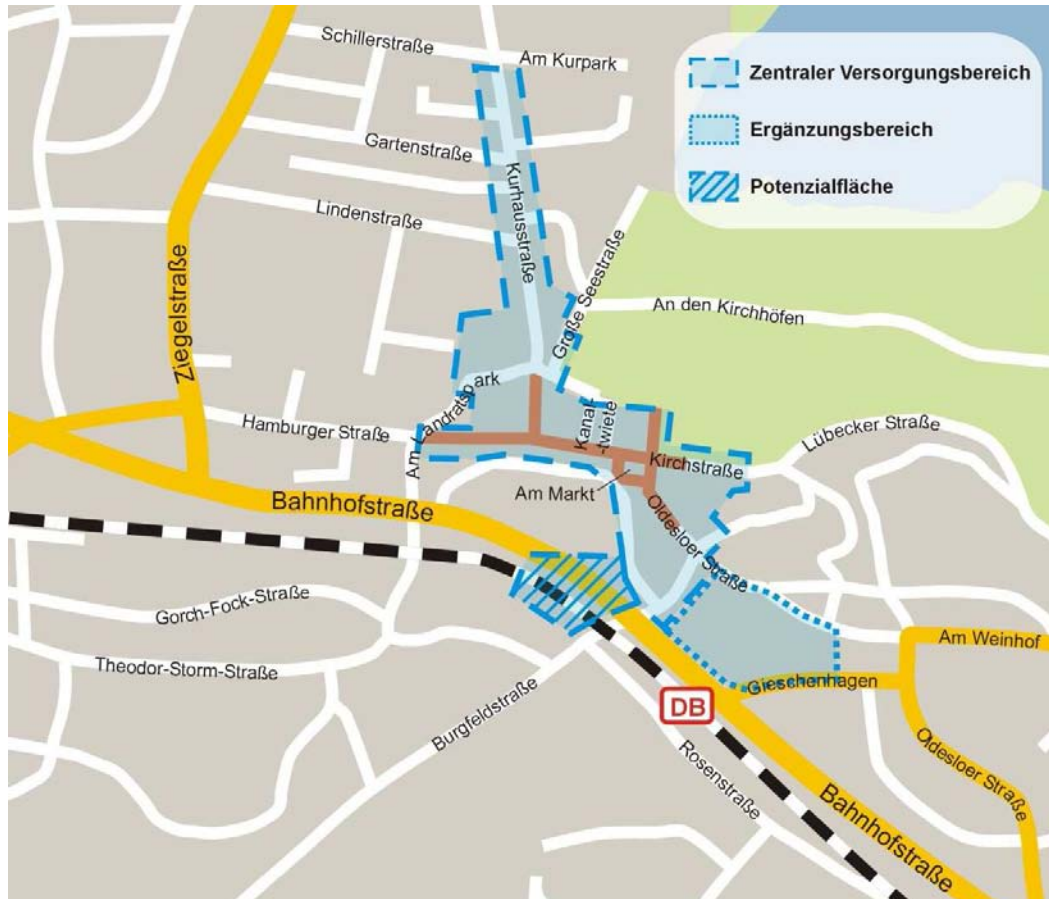 Schillerstraße
Am Kurpark
Zentraler Versorgungsbereich
Ergänzungsbereich
Potenzialfläche
Gartenstraße
Kurhausstraße
Lindenstraße
Große Seestraße
An den Kirchhöfen
Ziegelstraße
Am Landratspark
Hamburger Straße
Kanal-
-twiete
Kirchstraße
Lübecker Straße
Am Markt
Bahnhofstraße
Oldesloer Straße
Gorch-Fock-Straße
Am Weinhof
Theodor-Storm-Straße
Gieschenhagen
DB
Burgfeldstraße
Rosenstraße
Oldesloer Straße
Bahnhofstraße